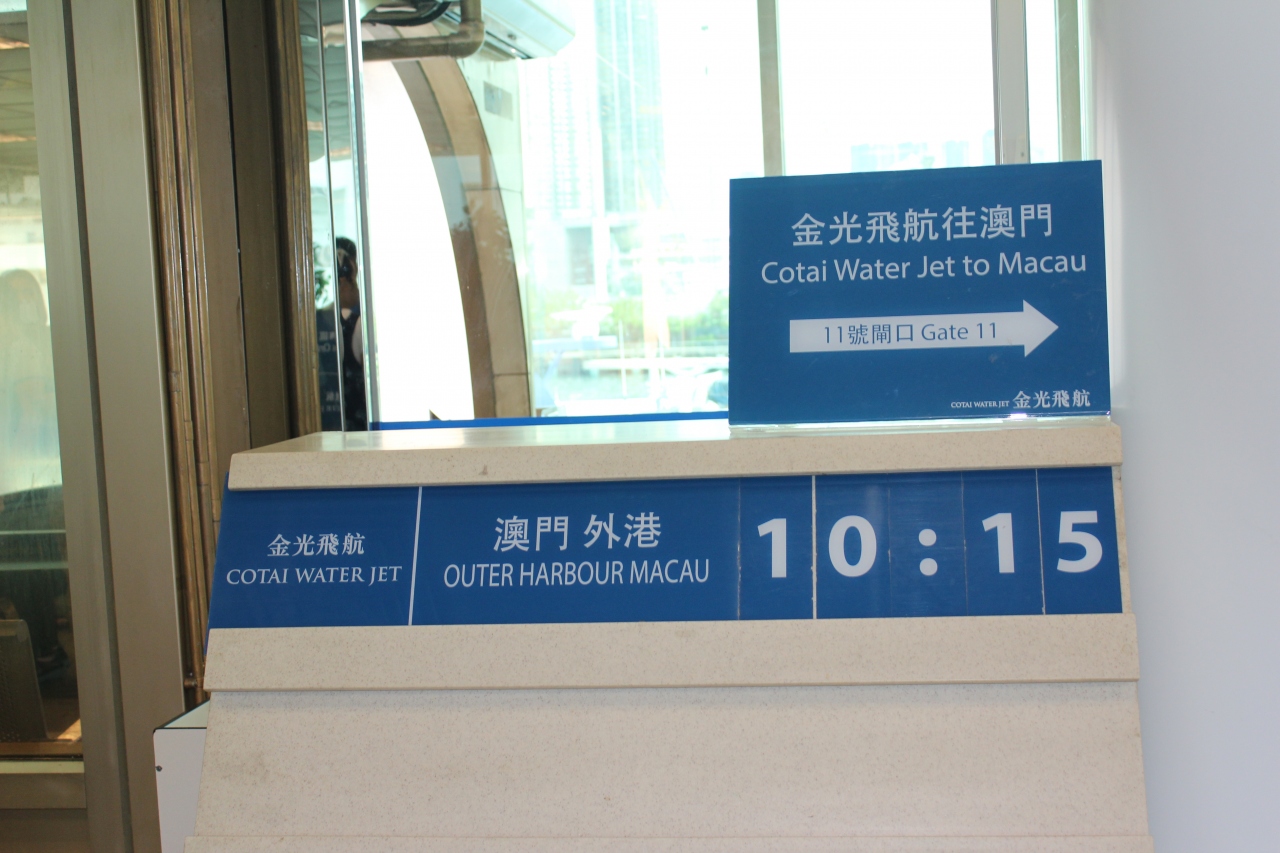 金光飛航往澳門
Cotai Water Jet to Macau
11號閘口 Gate 11
COTAI WATER JET 金光飛航
金光飛航
COTAI WATER JET
澳門 外港
OUTER HARBOUR MACAU
10:15